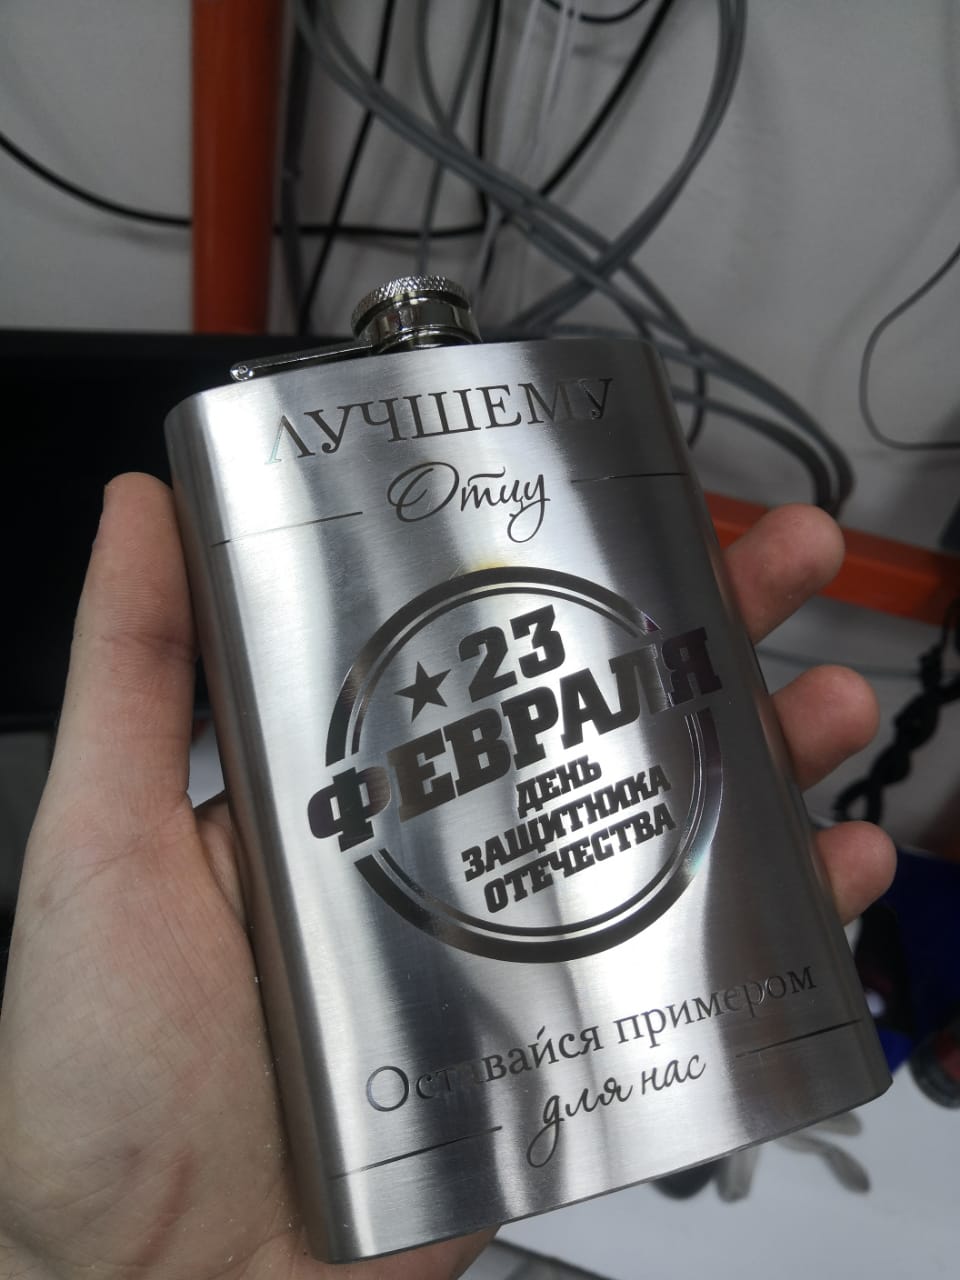 ЛУЧШЕМУ
Отцу
★ 23
ФЕВРАЛЯ
ДЕНЬ
ЗАЩИТНИКА
ОТЕЧЕСТВА
Оставайся примером
для нас